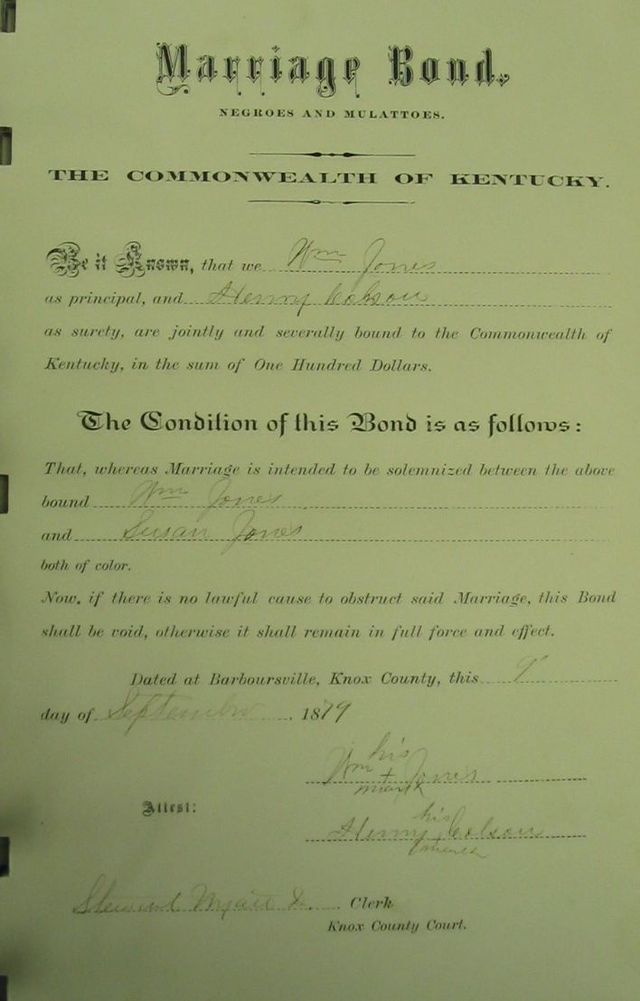 Marriage Bond.
NEGROES AND MULATTOES.
THE COMMONWEALTH OF KENTUCKY.
Be it Known, that we Wm Jones
as principal, and Henry Colson
as surety, are jointly and severally bound to the Commonwealth of
Kentucky, in the sum of One Hundred Dollars.
The Condition of this Bond is as follows:
That, whereas Marriage is intended to be solemnized between the above
bound Wm Jones
and Susan Jones
both of color.
Now, if there is no lawful cause to obstruct said Marriage, this Bond
shall be void, otherwise it shall remain in full force and effect.
Dated at Barboursville, Knox County, this 9
day of September, 1879
his
Wm + Jones
mark
Attest:
his
Henry Colson
mark
Clerk
Knox County Court.